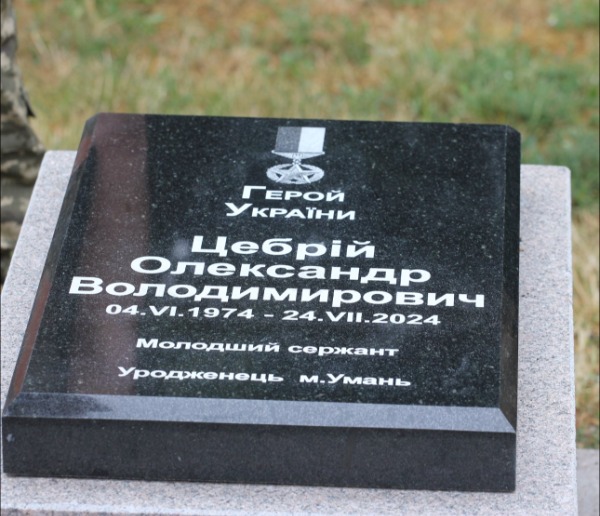 Герой
України
Цебрій
Олександр
Володимирович
04.VI.1974 - 24.VII.2024
Молодший сержант
Уродженець м.Умань